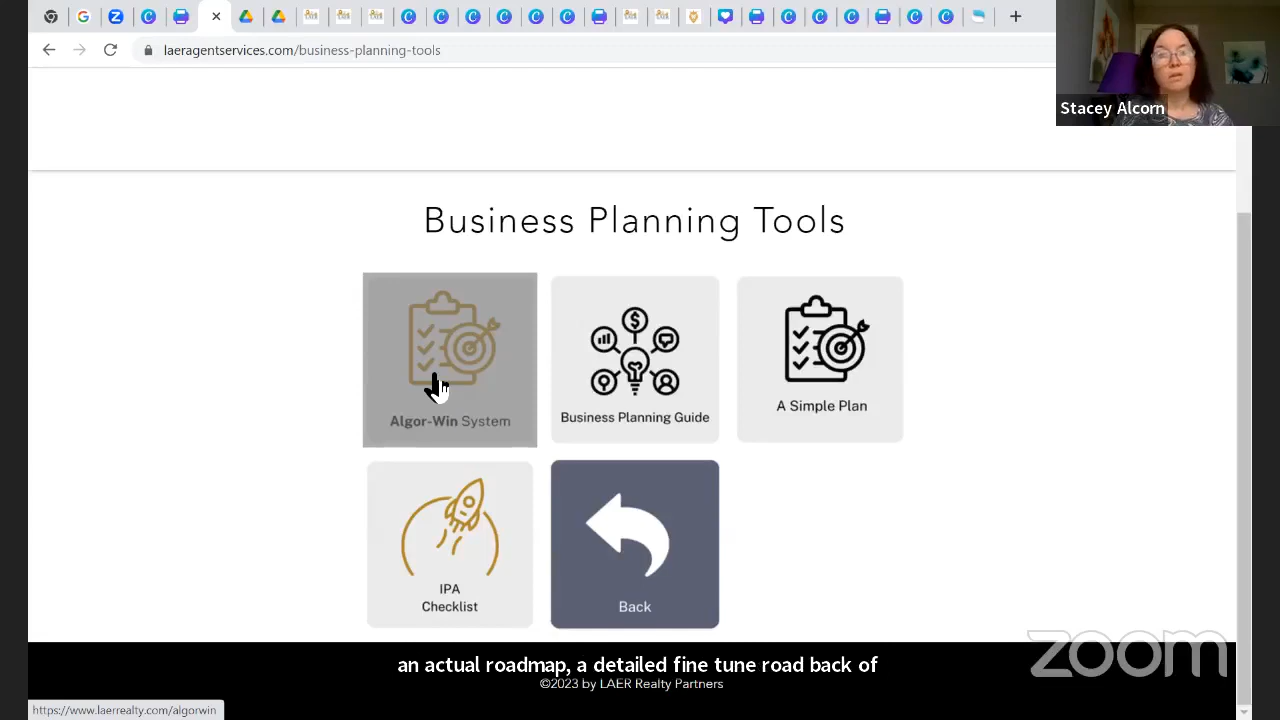 laeragentservices.com/business-planning-tools
Stacey Alcorn
Business Planning Tools
Algor-Win System
Business Planning Guide
A Simple Plan
IPA
Checklist
Back
zoom
an actual roadmap, a detailed fine tune road back of
©2023 by LAER Realty Partners
https://www.laerrealty.com/algorwin